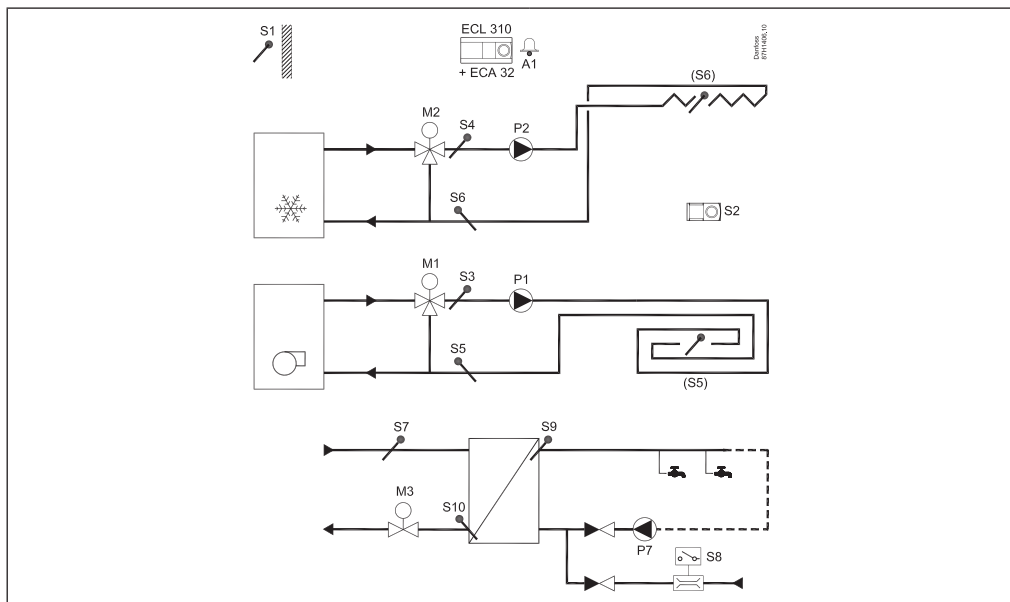 S1
ECL 310
+ ECA 32
A1
Danfoss
87H1406.10
(S6)
M2
S4
P2
S6
S2
M1
S3
P1
S5
(S5)
S7
S9
M3
S10
P7
S8